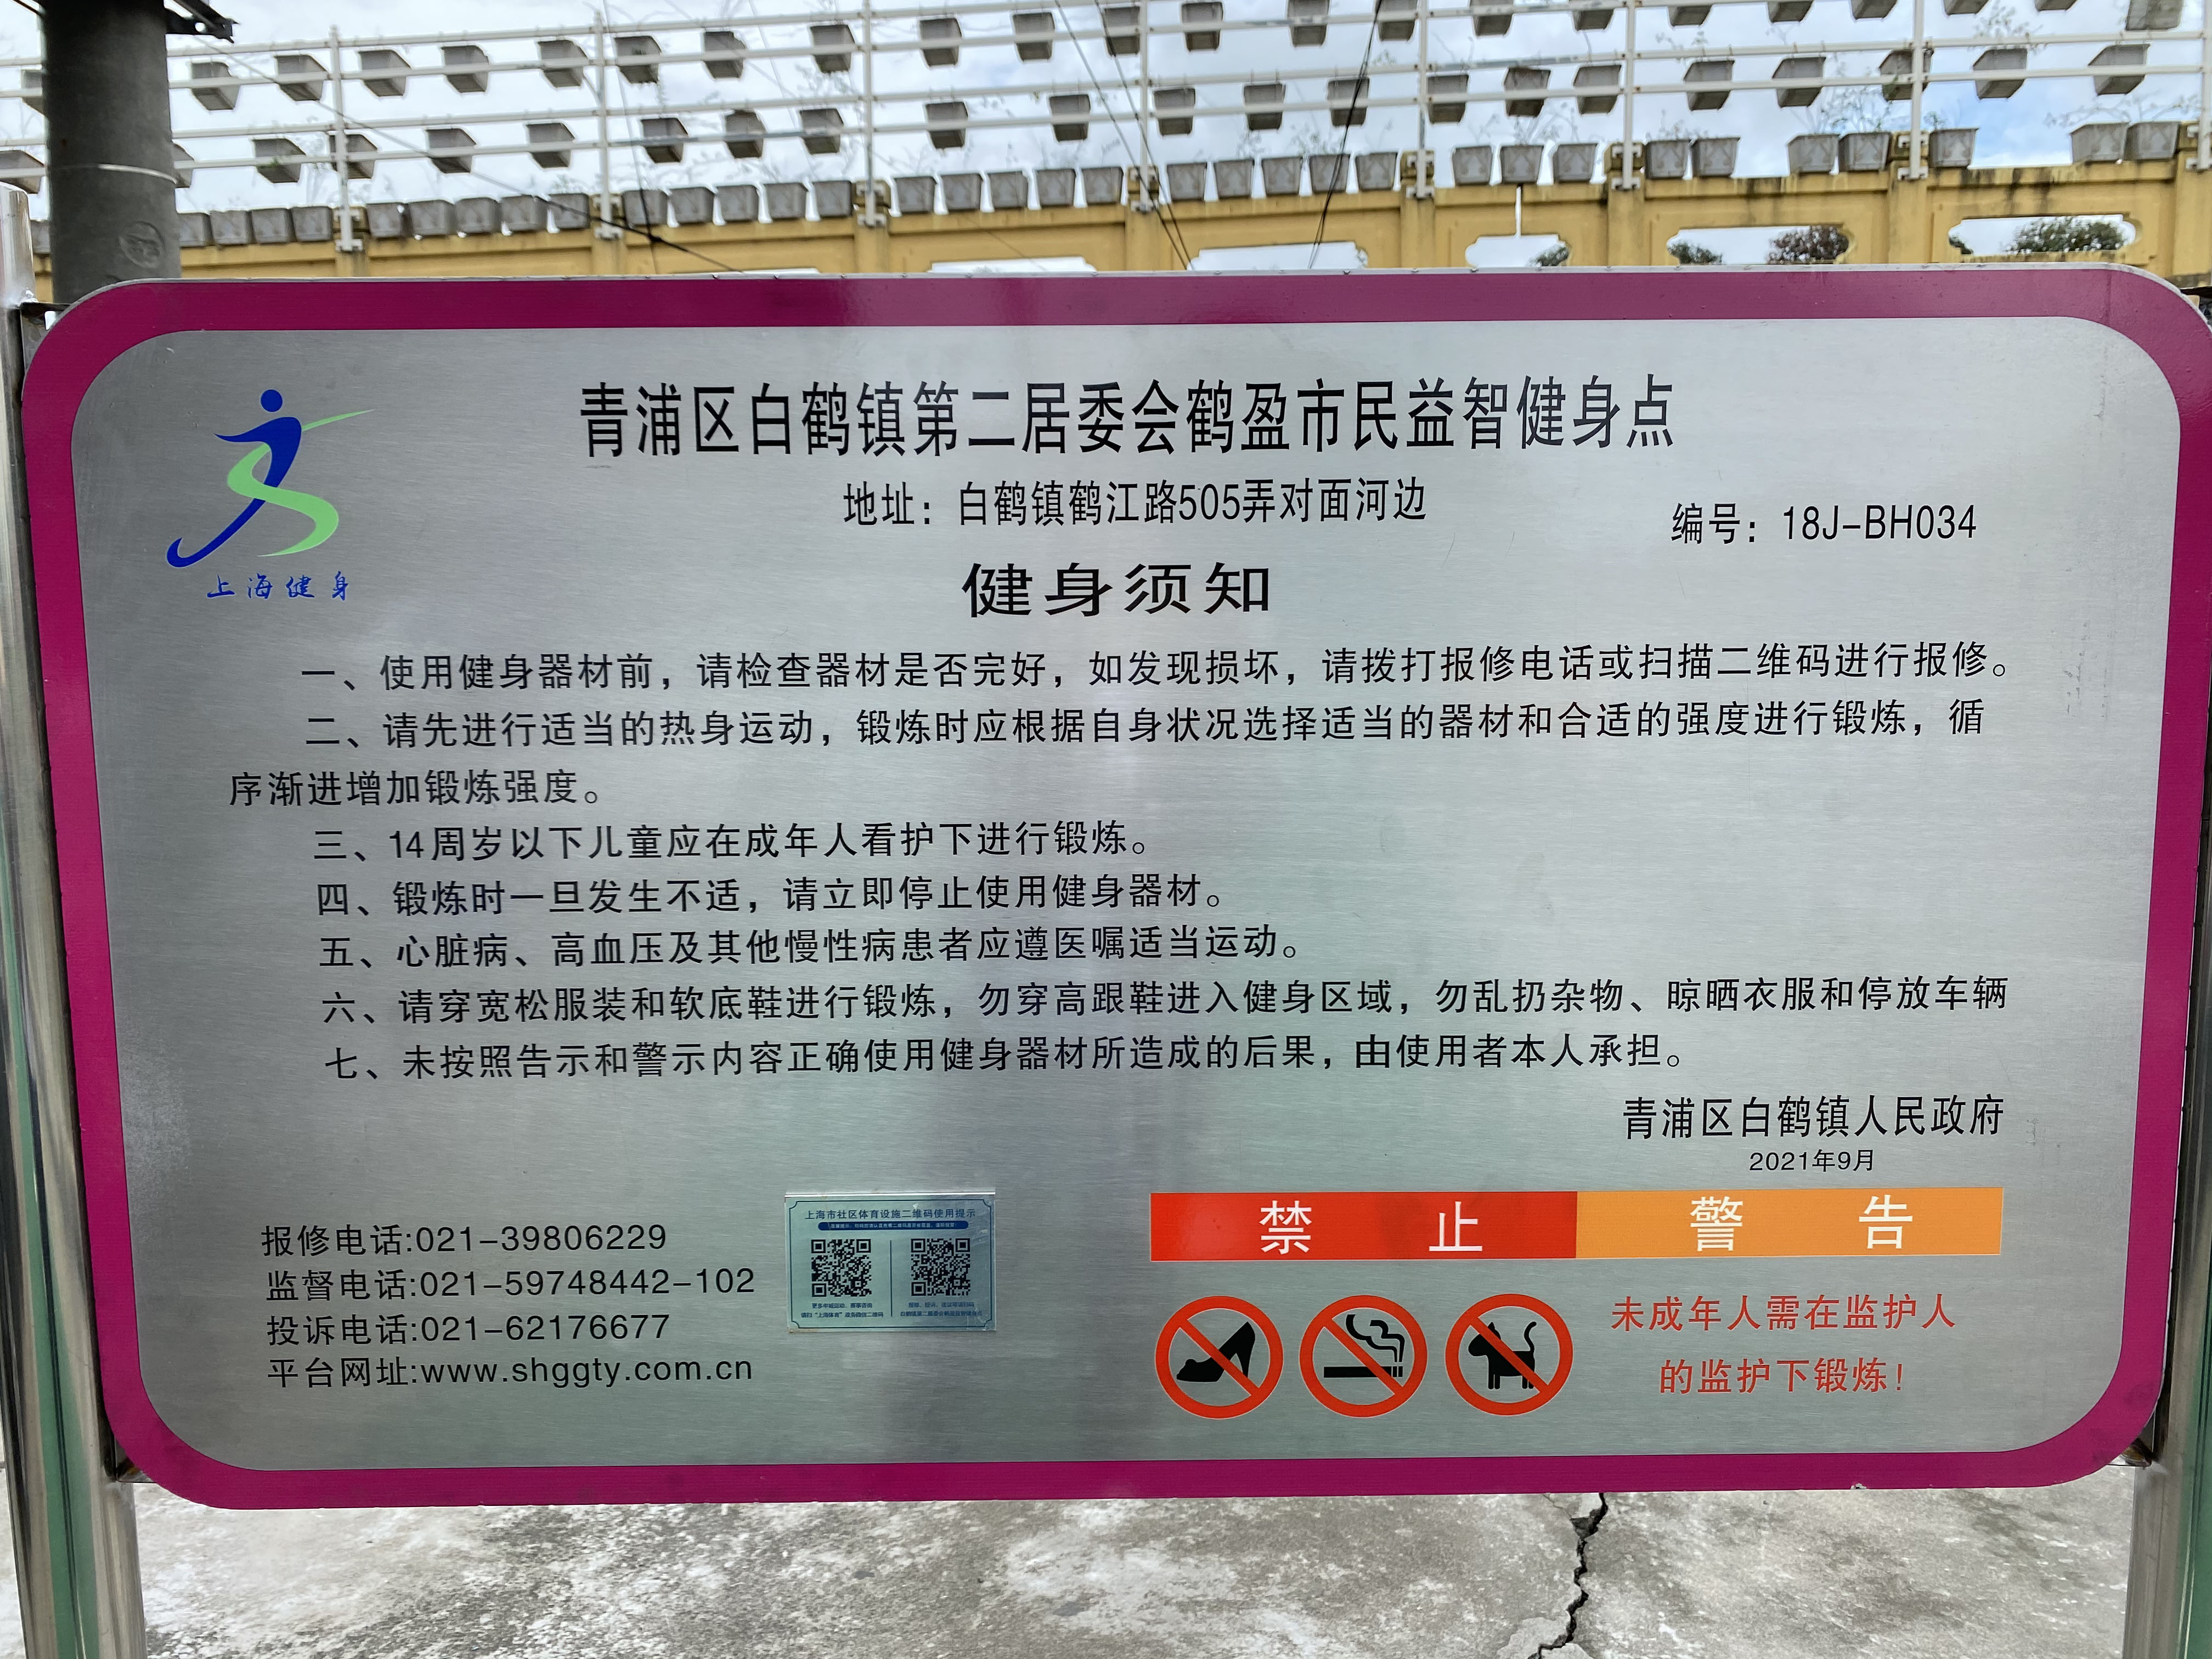 青浦区白鹤镇第二居委会鹤盈市民益智健身点
地址：白鹤镇鹤江路505弄对面河边
编号：18J-BH034
上海健身
健身须知
一、使用健身器材前，请检查器材是否完好，如发现损坏，请拨打报修电话或扫描二维码进行报修。
二、请先进行适当的热身运动，锻炼时应根据自身状况选择适当的器材和合适的强度进行锻炼，循
序渐进增加锻炼强度。
三、14周岁以下儿童应在成年人看护下进行锻炼。
四、锻炼时一旦发生不适，请立即停止使用健身器材。
五、心脏病、高血压及其他慢性病患者应遵医嘱适当运动。
六、请穿宽松服装和软底鞋进行锻炼，勿穿高跟鞋进入健身区域，勿乱扔杂物、晾晒衣服和停放车辆
七、未按照告示和警示内容正确使用健身器材所造成的后果，由使用者本人承担。
青浦区白鹤镇人民政府
2021年9月
报修电话:021-39806229
监督电话:021-59748442-102
投诉电话:021-62176677
平台网址:www.shggty.com.cn
上海市社区体育设施二维码使用提示
禁止
警告
未成年人需在监护人
的监护下锻炼！